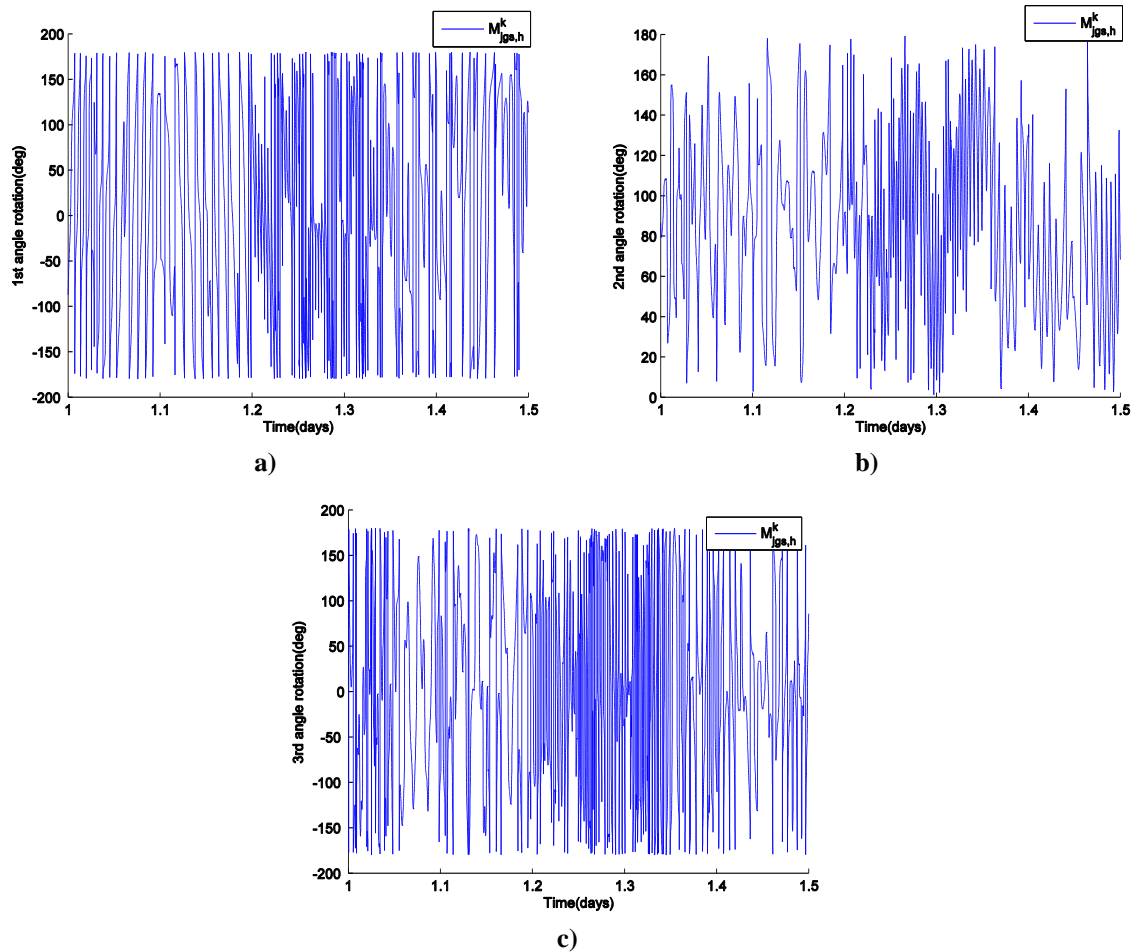 M^k_jgs,h
200
150
100
50
0
-50
-100
-150
-200
1st angle rotation(deg)
1 1.1 1.2 1.3 1.4 1.5
Time(days)
a)
M^k_jgs,h
180
160
140
120
100
80
60
40
20
0
2nd angle rotation(deg)
1 1.1 1.2 1.3 1.4 1.5
Time(days)
b)
M^k_jgs,h
200
150
100
50
0
-50
-100
-150
-200
3rd angle rotation(deg)
1 1.1 1.2 1.3 1.4 1.5
Time(days)
c)